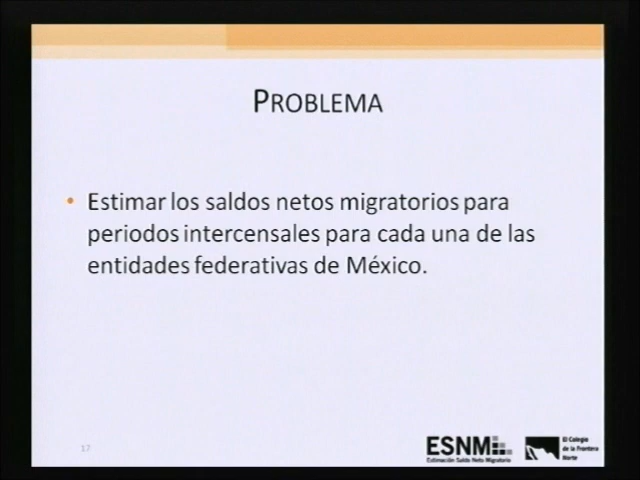 PROBLEMA
• Estimar los saldos netos migratorios para
periodos intercensales para cada una de las
entidades federativas de México.
17
ESNM
Estimación Saldo Neto Migratorio
El Colegio
de la Frontera
Norte